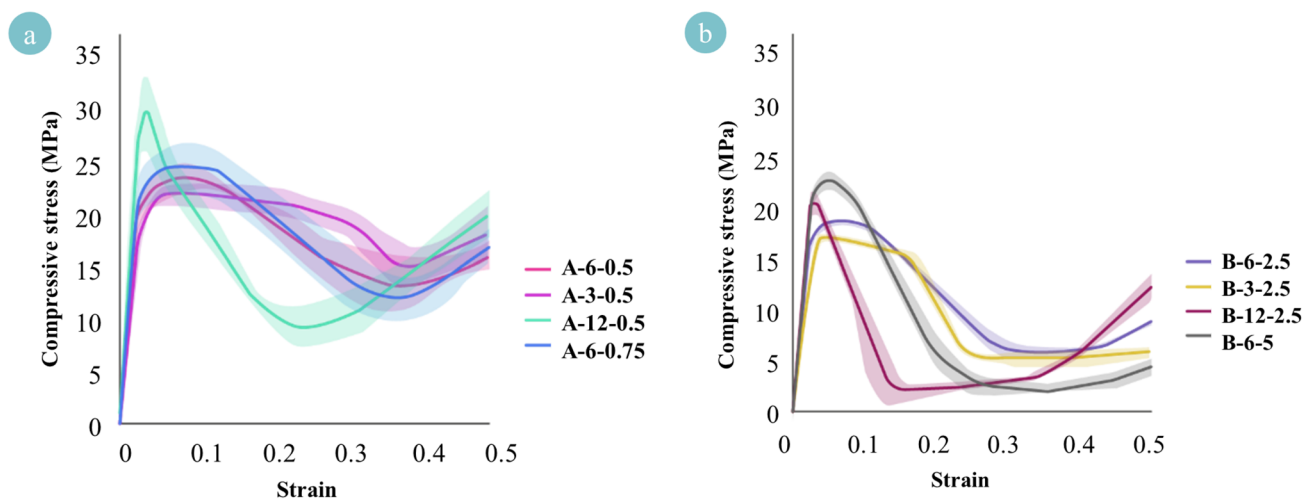 a
35
30
25
20
15
10
5
0
Compressive stress (MPa)
0 0.1 0.2 0.3 0.4 0.5
Strain
A-6-0.5
A-3-0.5
A-12-0.5
A-6-0.75
b
35
30
25
20
15
10
5
0
Compressive stress (MPa)
0 0.1 0.2 0.3 0.4 0.5
Strain
B-6-2.5
B-3-2.5
B-12-2.5
B-6-5